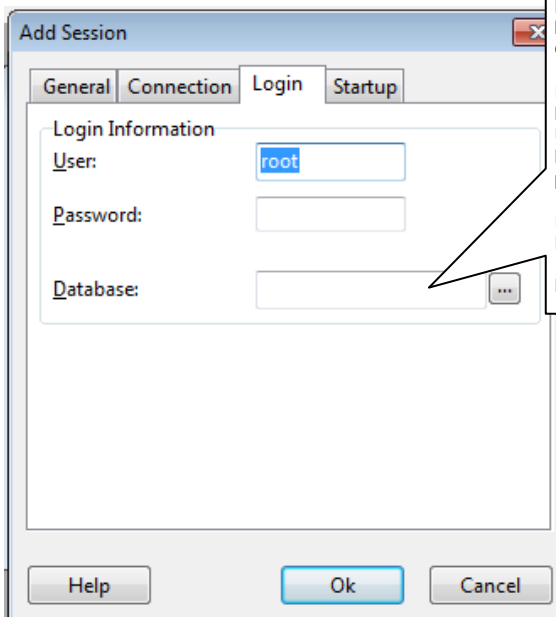 Add Session
General Connection Login Startup
Login Information
User: root
Password:
Database: ...
Help Ok Cancel